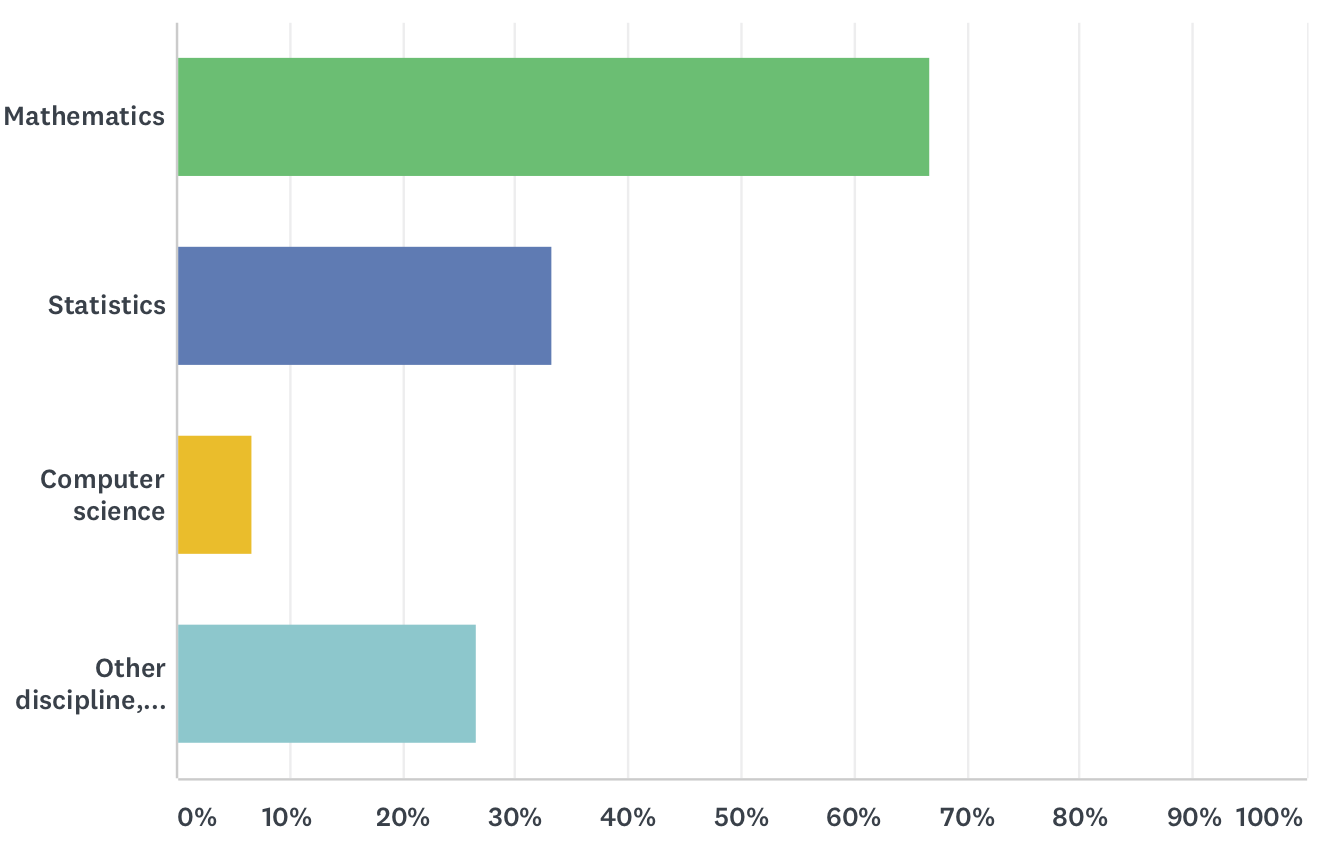 Mathematics
Statistics
Computer
science
Other
discipline,...
0% 10% 20% 30% 40% 50% 60% 70% 80% 90% 100%